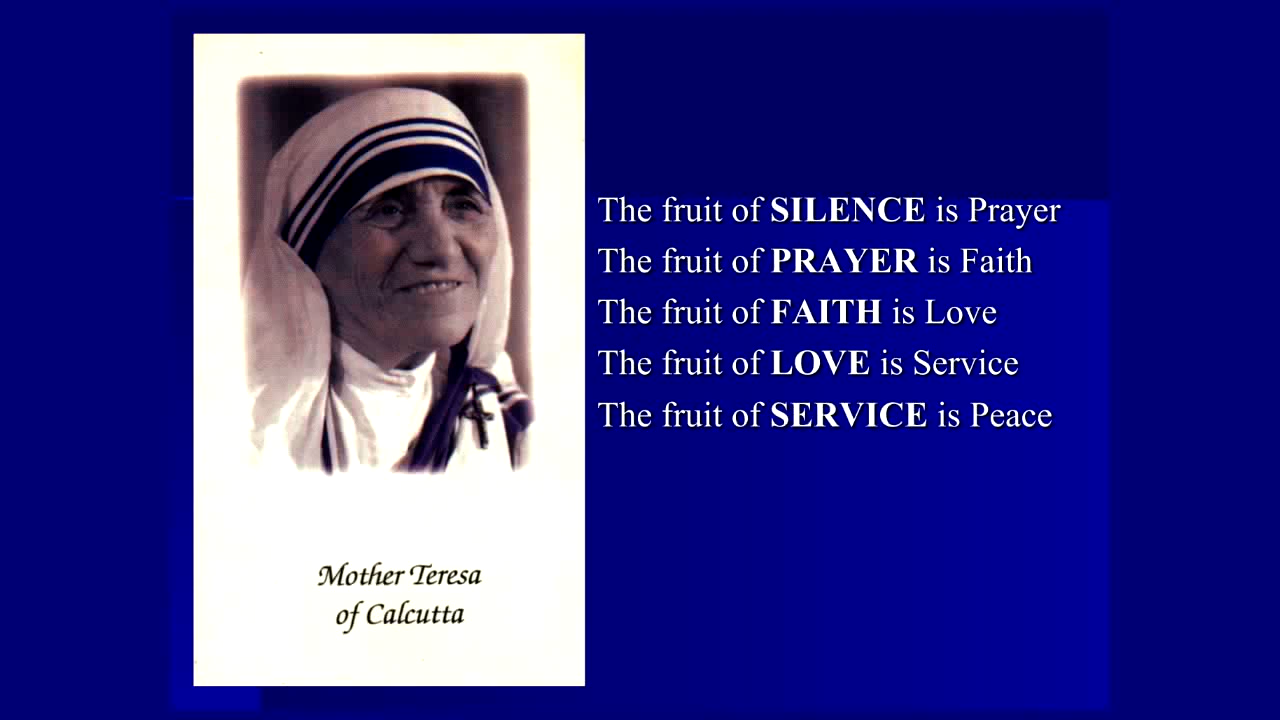 The fruit of SILENCE is Prayer
The fruit of PRAYER is Faith
The fruit of FAITH is Love
The fruit of LOVE is Service
The fruit of SERVICE is Peace
Mother Teresa
of Calcutta